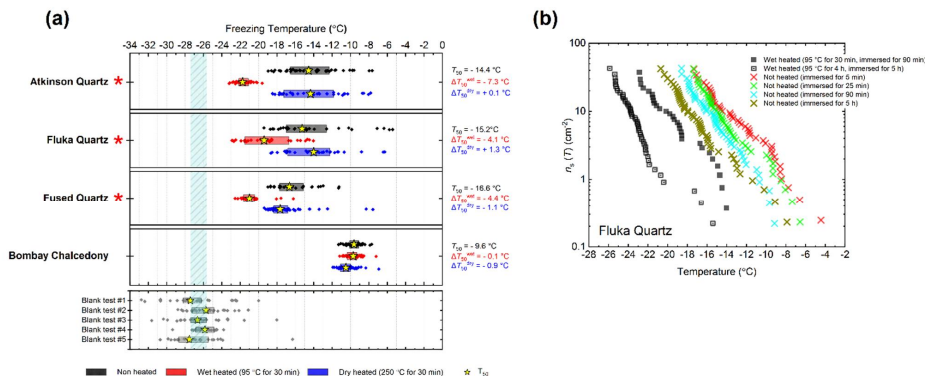 (a)
Freezing Temperature (°C)
-34 -32 -30 -28 -26 -24 -22 -20 -18 -16 -14 -12 -10 -8 -6 -4 -2 0
Atkinson Quartz *
T50 = - 14.4 °C
ΔT50wet = - 7.3 °C
ΔT50dry = + 0.1 °C
Fluka Quartz *
T50 = - 15.2°C
ΔT50wet = - 4.1 °C
ΔT50dry = + 1.3 °C
Fused Quartz *
T50 = - 16.6 °C
ΔT50wet = - 4.4 °C
ΔT50dry = - 1.1 °C
Bombay Chalcedony
T50 = - 9.6 °C
ΔT50wet = - 0.1 °C
ΔT50dry = - 0.9 °C
Blank test #1
Blank test #2
Blank test #3
Blank test #4
Blank test #5
Non heated Wet heated (95 °C for 30 min) Dry heated (250 °C for 30 min) T50
(b)
Wet heated (95 °C for 30 min, immersed for 90 min)
Wet heated (95 °C for 4 h, immersed for 5 h)
Not heated (immersed for 5 min)
Not heated (immersed for 25 min)
Not heated (immersed for 90 min)
Not heated (immersed for 5 h)
100
10
1
0.1
ns (T) (cm-2)
Fluka Quartz
-28 -26 -24 -22 -20 -18 -16 -14 -12 -10 -8 -6 -4 -2
Temperature (°C)